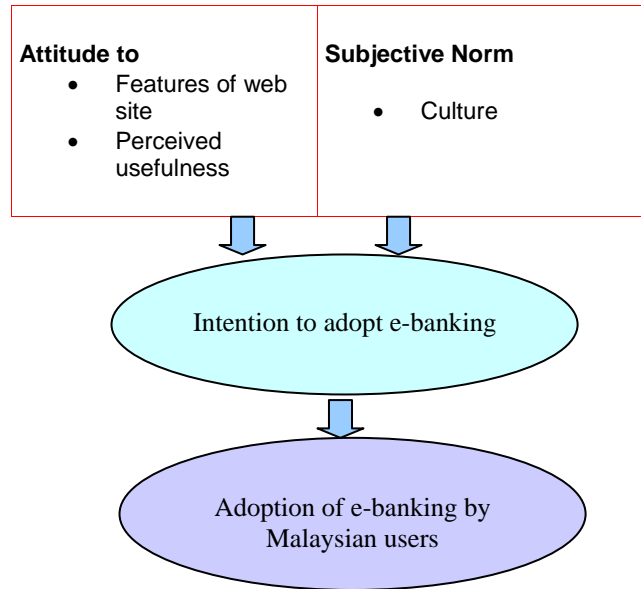 Attitude to
• Features of web
site
• Perceived
usefulness
Subjective Norm
• Culture
Intention to adopt e-banking
Adoption of e-banking by
Malaysian users